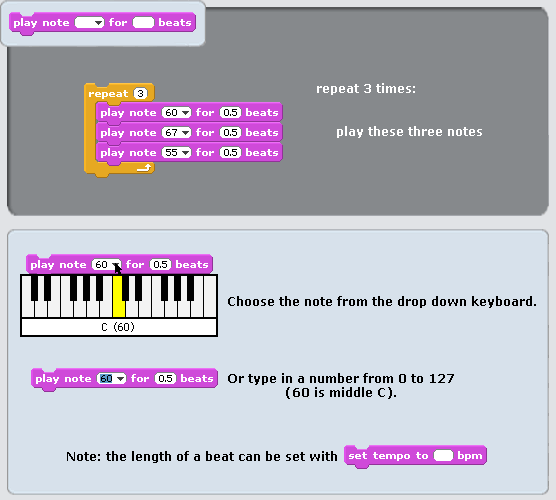 play note for beats
repeat 3
play note 60 for 0.5 beats
play note 67 for 0.5 beats
play note 55 for 0.5 beats
repeat 3 times:
play these three notes
play note 60 for 0.5 beats
C (60)
Choose the note from the drop down keyboard.
play note 60 for 0.5 beats
Or type in a number from 0 to 127
(60 is middle C).
Note: the length of a beat can be set with set tempo to bpm